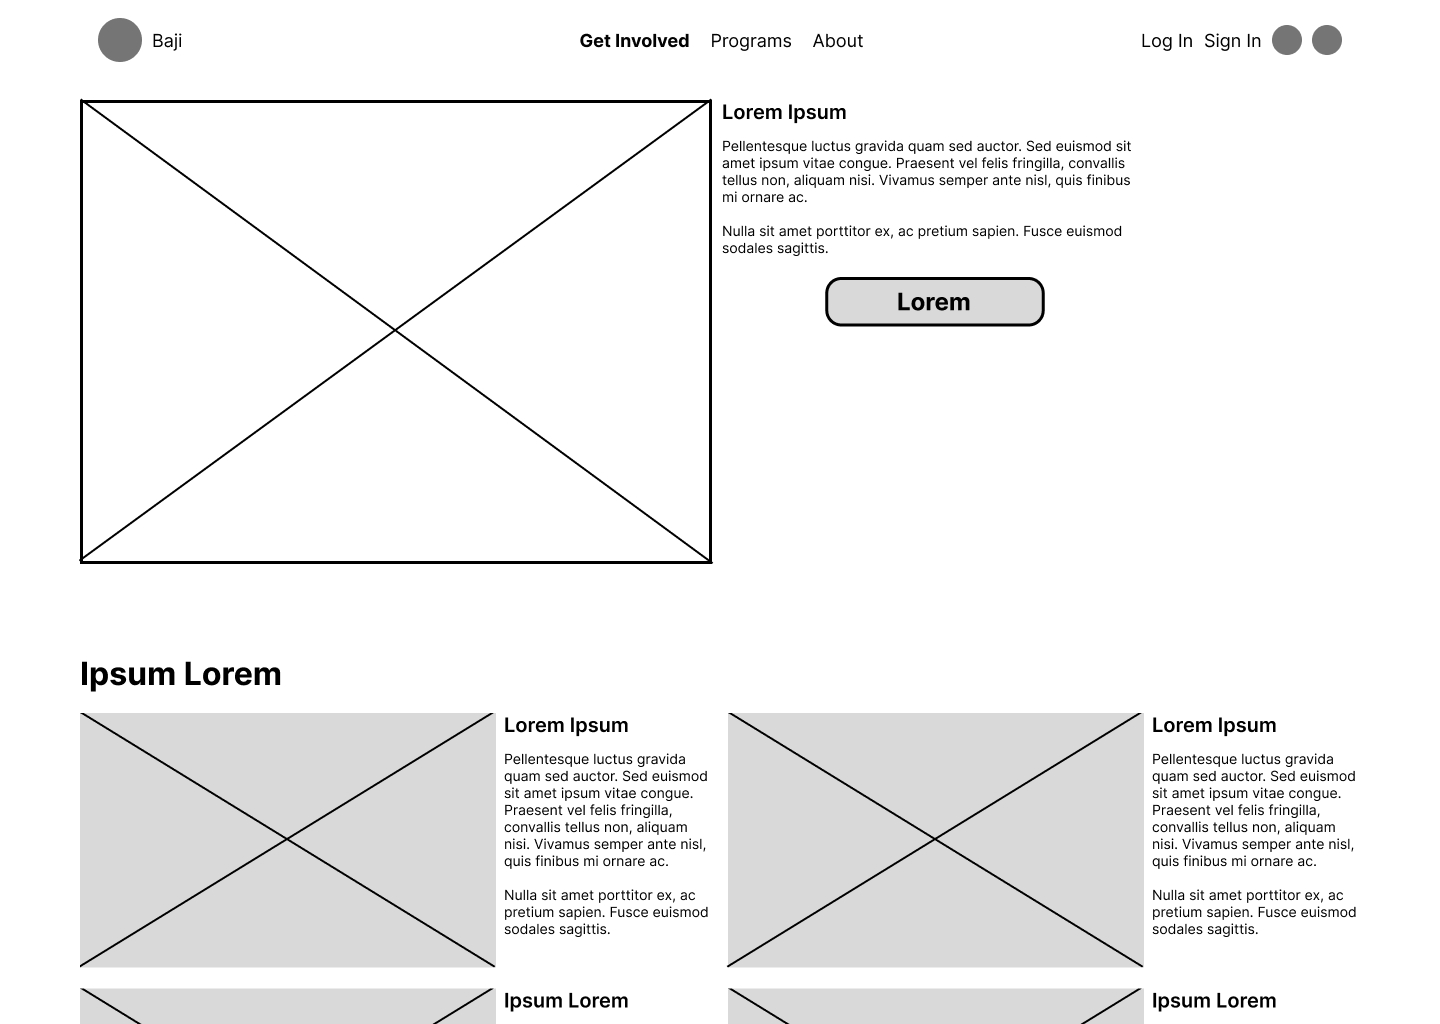 Baji
Get Involved Programs About
Log In Sign In
Lorem Ipsum
Pellentesque luctus gravida quam sed auctor. Sed euismod sit
amet ipsum vitae congue. Praesent vel felis fringilla, convallis
tellus non, aliquam nisi. Vivamus semper ante nisl, quis finibus
mi ornare ac.
Nulla sit amet porttitor ex, ac pretium sapien. Fusce euismod
sodales sagittis.
Lorem
Ipsum Lorem
Lorem Ipsum
Pellentesque luctus gravida
quam sed auctor. Sed euismod
sit amet ipsum vitae congue.
Praesent vel felis fringilla,
convallis tellus non, aliquam
nisi. Vivamus semper ante nisl,
quis finibus mi ornare ac.
Nulla sit amet porttitor ex, ac
pretium sapien. Fusce euismod
sodales sagittis.
Lorem Ipsum
Pellentesque luctus gravida
quam sed auctor. Sed euismod
sit amet ipsum vitae congue.
Praesent vel felis fringilla,
convallis tellus non, aliquam
nisi. Vivamus semper ante nisl,
quis finibus mi ornare ac.
Nulla sit amet porttitor ex, ac
pretium sapien. Fusce euismod
sodales sagittis.
Ipsum Lorem
Ipsum Lorem